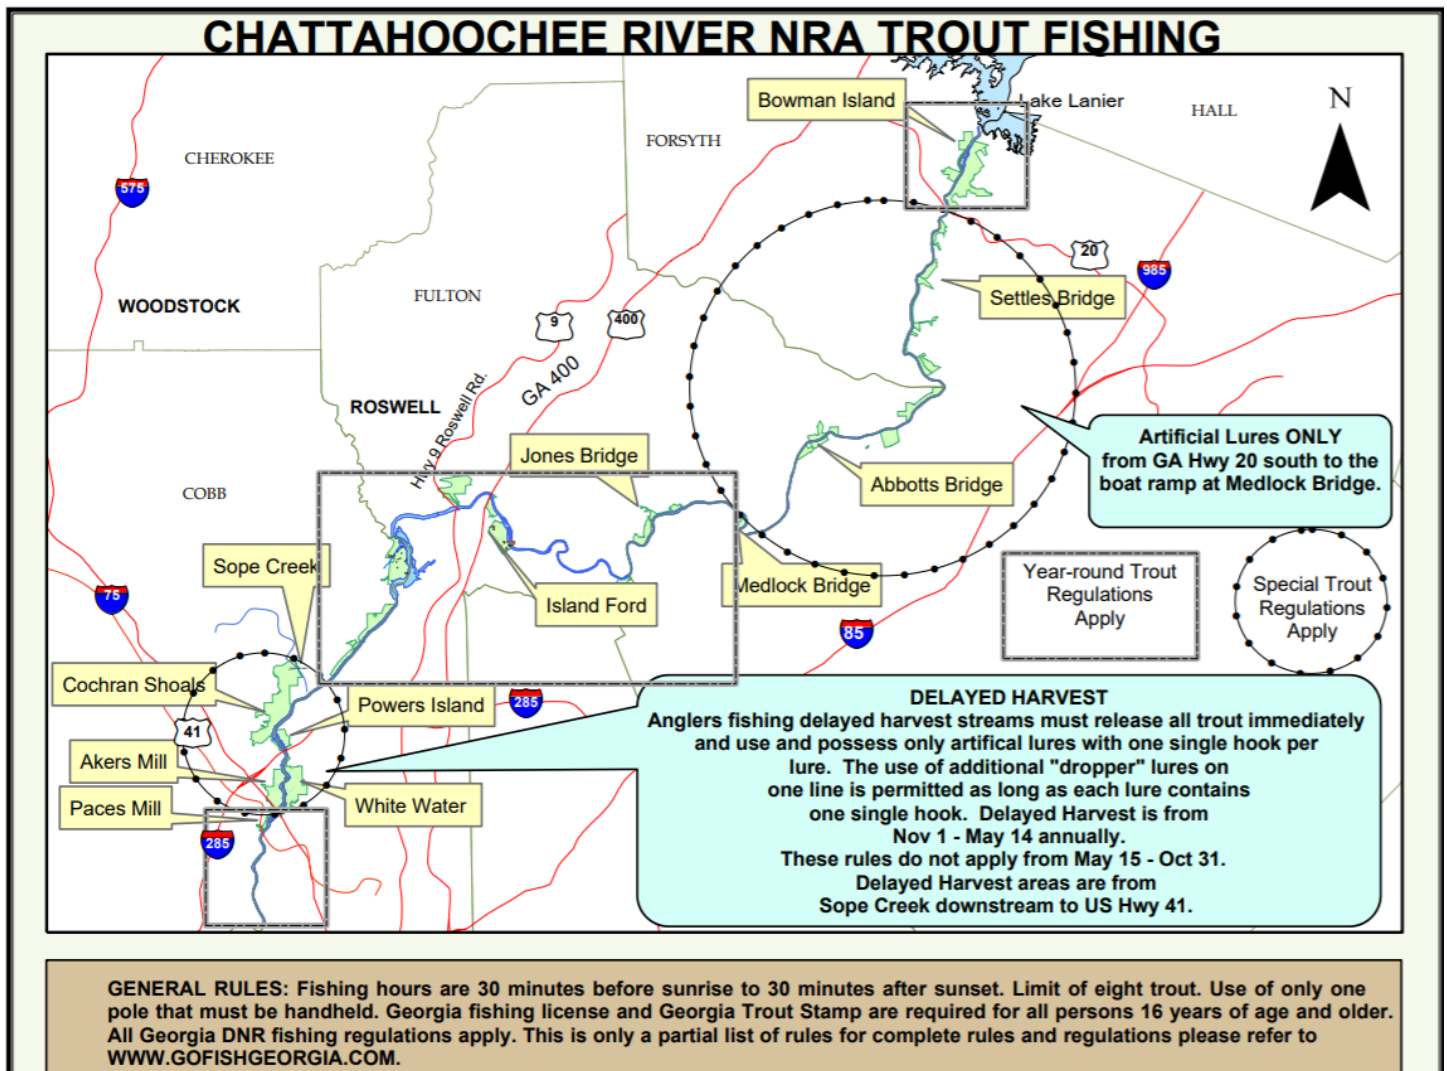 CHATTAHOOCHEE RIVER NRA TROUT FISHING
Bowman Island
Lake Lanier
HALL
N
FORSYTH
CHEROKEE
575
20
985
Settles Bridge
FULTON
WOODSTOCK
9
400
GA 400
Hwy 9 Roswell Rd.
ROSWELL
Artificial Lures ONLY
from GA Hwy 20 south to the
boat ramp at Medlock Bridge.
Jones Bridge
Abbotts Bridge
COBB
Sope Creek
Island Ford
Medlock Bridge
Year-round Trout
Regulations
Apply
Special Trout
Regulations
Apply
75
85
Cochran Shoals
Powers Island
285
41
Akers Mill
Paces Mill
White Water
285
DELAYED HARVEST
Anglers fishing delayed harvest streams must release all trout immediately
and use and possess only artifical lures with one single hook per
lure. The use of additional "dropper" lures on
one line is permitted as long as each lure contains
one single hook. Delayed Harvest is from
Nov 1 - May 14 annually.
These rules do not apply from May 15 - Oct 31.
Delayed Harvest areas are from
Sope Creek downstream to US Hwy 41.
GENERAL RULES: Fishing hours are 30 minutes before sunrise to 30 minutes after sunset. Limit of eight trout. Use of only one
pole that must be handheld. Georgia fishing license and Georgia Trout Stamp are required for all persons 16 years of age and older.
All Georgia DNR fishing regulations apply. This is only a partial list of rules for complete rules and regulations please refer to
WWW.GOFISHGEORGIA.COM.